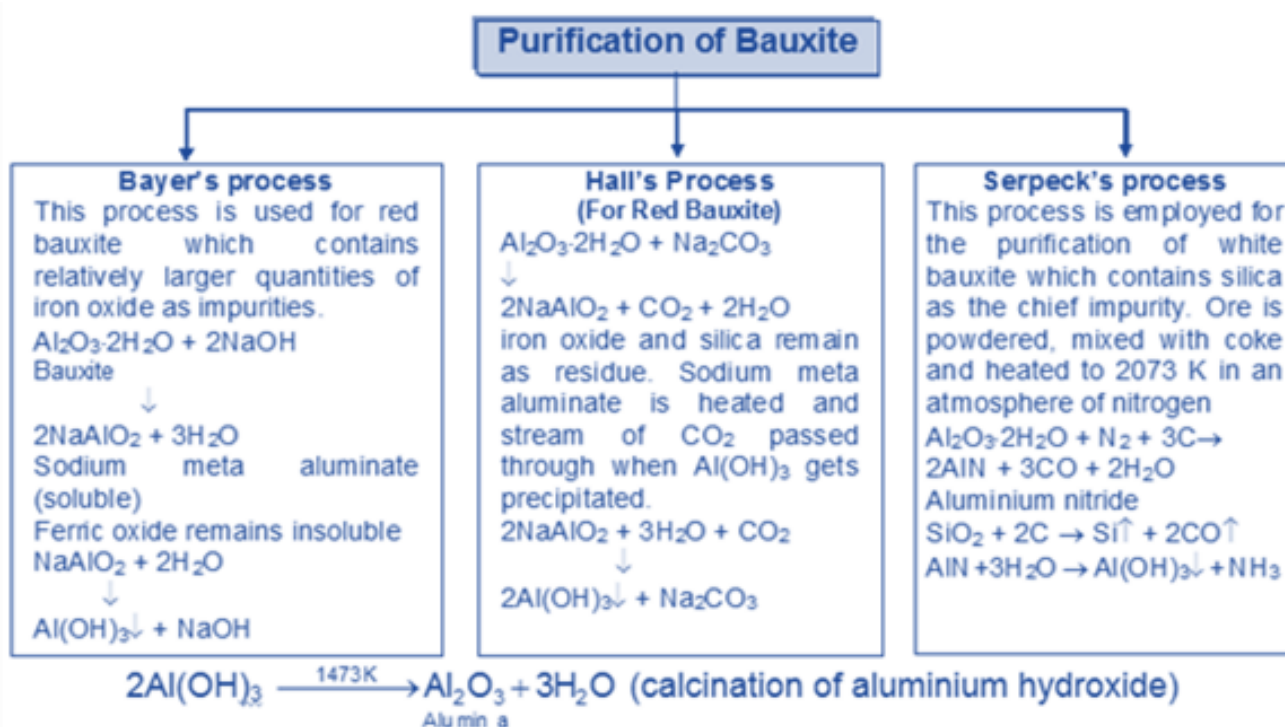 Purification of Bauxite
Bayer's process
This process is used for red
bauxite which contains
relatively larger quantities of
iron oxide as impurities.
Al₂O₃·2H₂O + 2NaOH
Bauxite
↓
2NaAlO₂ + 3H₂O
Sodium meta aluminate
(soluble)
Ferric oxide remains insoluble
NaAlO₂ + 2H₂O
↓
Al(OH)₃↓ + NaOH
Hall's Process
(For Red Bauxite)
Al₂O₃·2H₂O + Na₂CO₃
↓
2NaAlO₂ + CO₂ + 2H₂O
iron oxide and silica remain
as residue. Sodium meta
aluminate is heated and
stream of CO₂ passed
through when Al(OH)₃ gets
precipitated.
2NaAlO₂ + 3H₂O + CO₂
↓
2Al(OH)₃↓ + Na₂CO₃
Serpeck's process
This process is employed for
the purification of white
bauxite which contains silica
as the chief impurity. Ore is
powdered, mixed with coke
and heated to 2073 K in an
atmosphere of nitrogen
Al₂O₃·2H₂O + N₂ + 3C→
2AlN + 3CO + 2H₂O
Aluminium nitride
SiO₂ + 2C → Si↑ + 2CO↑
AlN +3H₂O → Al(OH)₃↓ + NH₃
2Al(OH)₃ —1473K→ Al₂O₃ + 3H₂O (calcination of aluminium hydroxide)
Alumin a